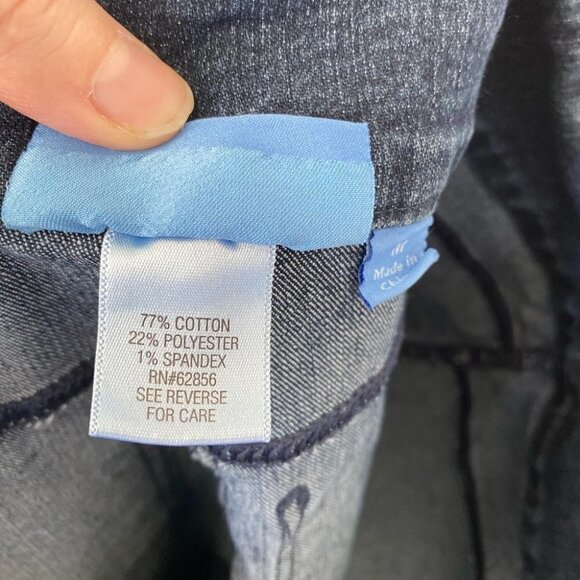 77% COTTON
22% POLYESTER
1% SPANDEX
RN#62856
SEE REVERSE
FOR CARE
Made in